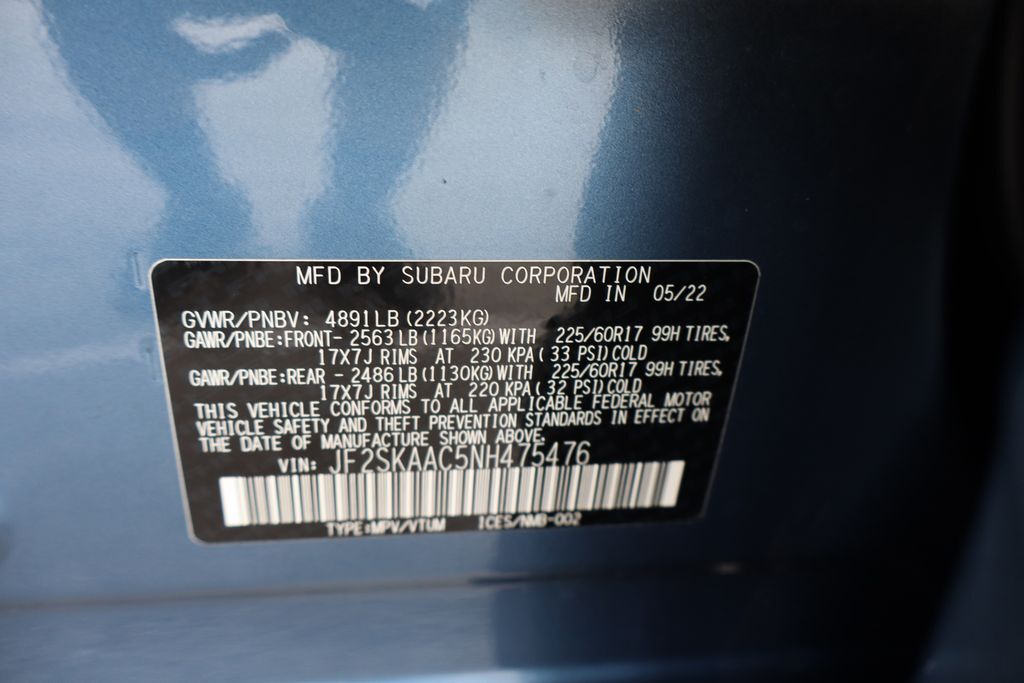 MFD BY SUBARU CORPORATION
MFD IN 05/22
GVWR/PNBV: 4891LB(2223KG)
GAWR/PNBE:FRONT- 2563LB(1165KG)WITH 225/60R17 99H TIRES,
17X7J RIMS AT 230 KPA( 33 PSI)COLD
GAWR/PNBE:REAR - 2486LB(1130KG)WITH 225/60R17 99H TIRES,
17X7J RIMS AT 220 KPA( 32 PSI)COLD
THIS VEHICLE CONFORMS TO ALL APPLICABLE FEDERAL MOTOR
VEHICLE SAFETY AND THEFT PREVENTION STANDARDS IN EFFECT ON
THE DATE OF MANUFACTURE SHOWN ABOVE.
VIN: JF2SKAAC5NH475476
TYPE:MPV/VTUM ICES/NMB-002